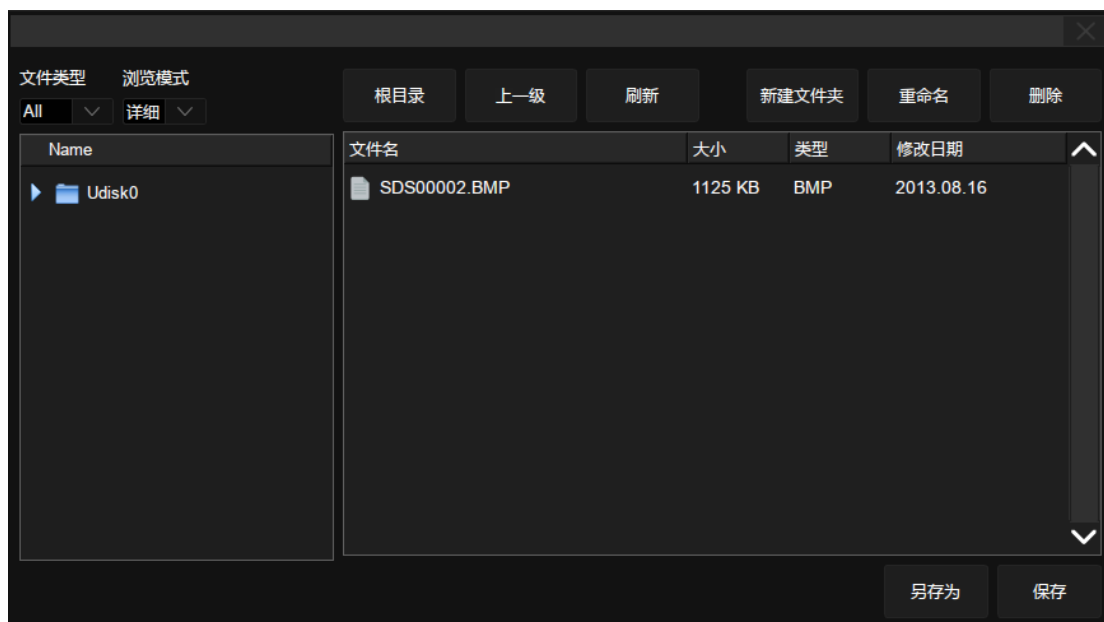 文件类型 浏览模式
All 详细
根目录 上一级 刷新 新建文件夹 重命名 删除
Name
Udisk0
文件名 大小 类型 修改日期
SDS00002.BMP 1125 KB BMP 2013.08.16
另存为 保存